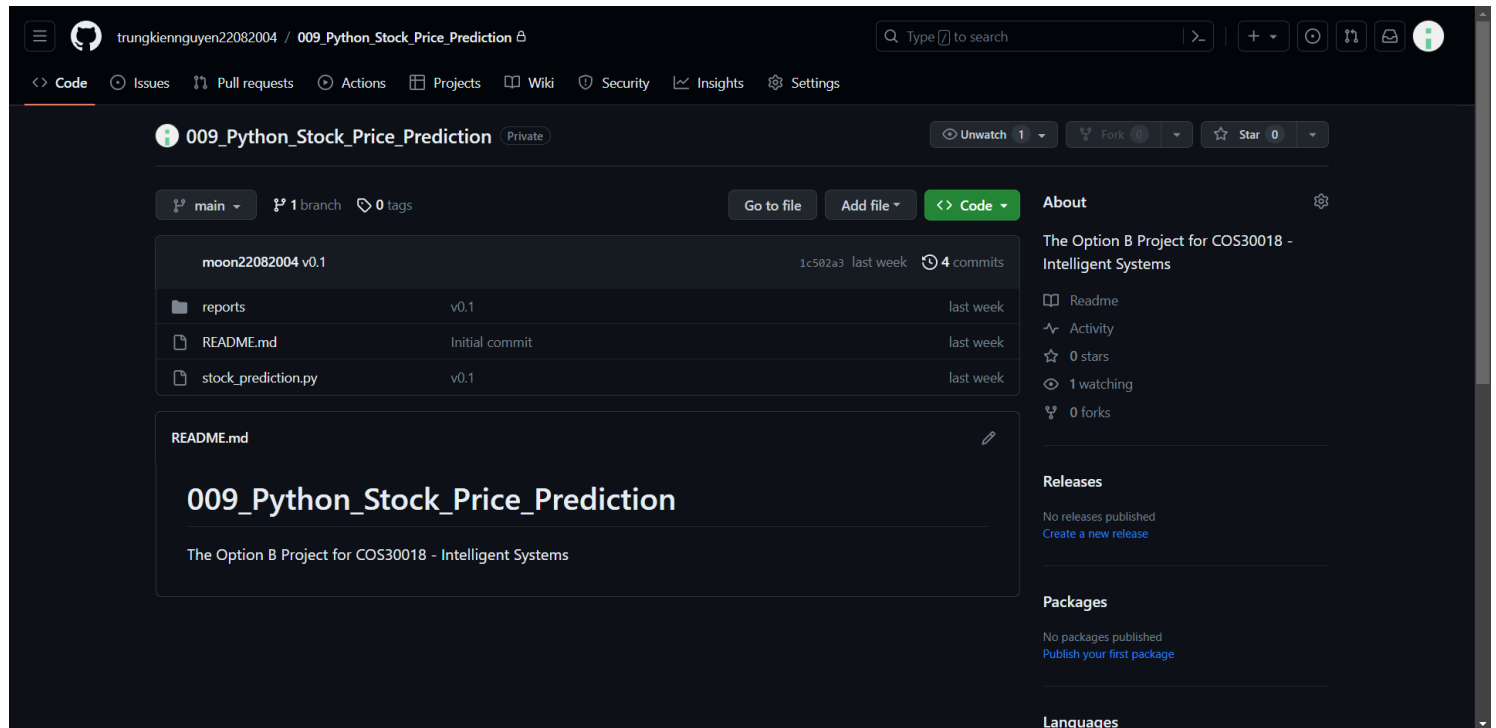 trungkiennguyen22082004 / 009_Python_Stock_Price_Prediction
Type / to search
Code Issues Pull requests Actions Projects Wiki Security Insights Settings
009_Python_Stock_Price_Prediction Private
Unwatch 1 Fork 0 Star 0
main 1 branch 0 tags
Go to file Add file Code
moon22082004 v0.1 1c502a3 last week 4 commits
reports v0.1 last week
README.md Initial commit last week
stock_prediction.py v0.1 last week
README.md
009_Python_Stock_Price_Prediction
The Option B Project for COS30018 - Intelligent Systems
About
The Option B Project for COS30018 -
Intelligent Systems
Readme
Activity
0 stars
1 watching
0 forks
Releases
No releases published
Create a new release
Packages
No packages published
Publish your first package
Languages